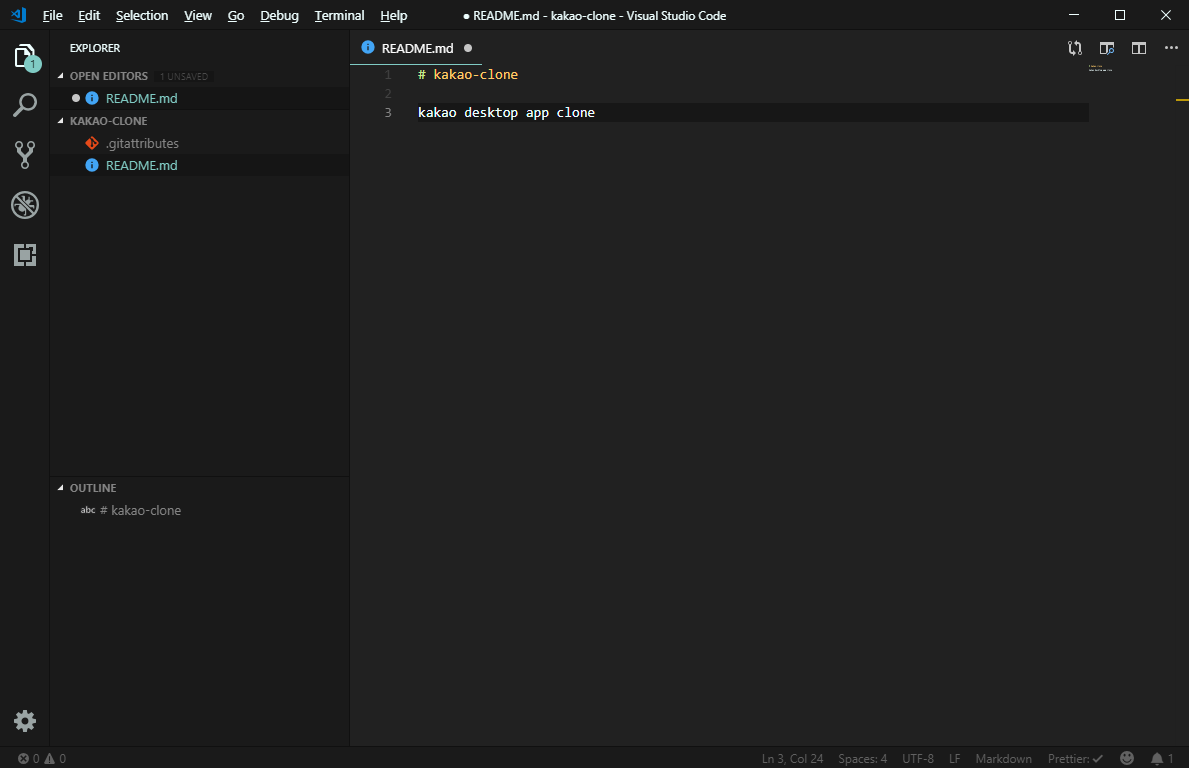 File Edit Selection View Go Debug Terminal Help ● README.md - kakao-clone - Visual Studio Code
EXPLORER
1
OPEN EDITORS 1 UNSAVED
README.md
KAKAO-CLONE
.gitattributes
README.md
OUTLINE
abc # kakao-clone
README.md
1 # kakao-clone
2
3 kakao desktop app clone
0 0 Ln 3, Col 24 Spaces: 4 UTF-8 LF Markdown Prettier: ✓ 1